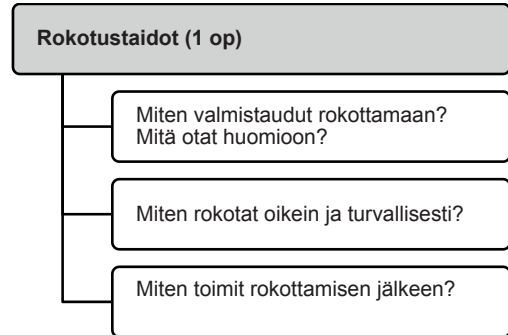 Rokotustaidot (1 op)
Miten valmistaudut rokottamaan?
Mitä otat huomioon?
Miten rokotat oikein ja turvallisesti?
Miten toimit rokottamisen jälkeen?